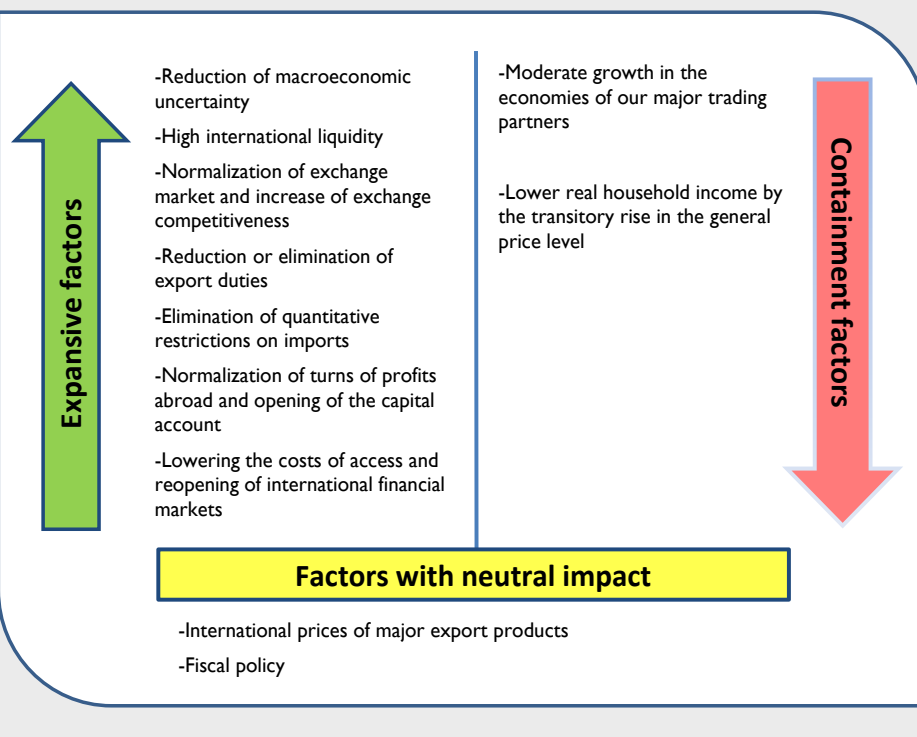 Expansive factors
-Reduction of macroeconomic
uncertainty
-High international liquidity
-Normalization of exchange
market and increase of exchange
competitiveness
-Reduction or elimination of
export duties
-Elimination of quantitative
restrictions on imports
-Normalization of turns of profits
abroad and opening of the capital
account
-Lowering the costs of access and
reopening of international financial
markets
-Moderate growth in the
economies of our major trading
partners
-Lower real household income by
the transitory rise in the general
price level
Containment factors
Factors with neutral impact
-International prices of major export products
-Fiscal policy